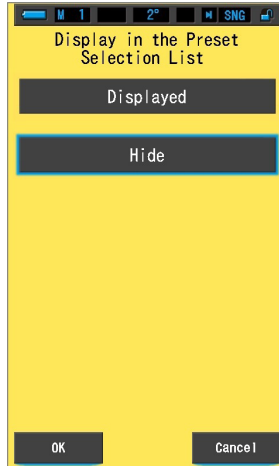 M 1 2° SNG
Display in the Preset
Selection List
Displayed
Hide
OK Cancel